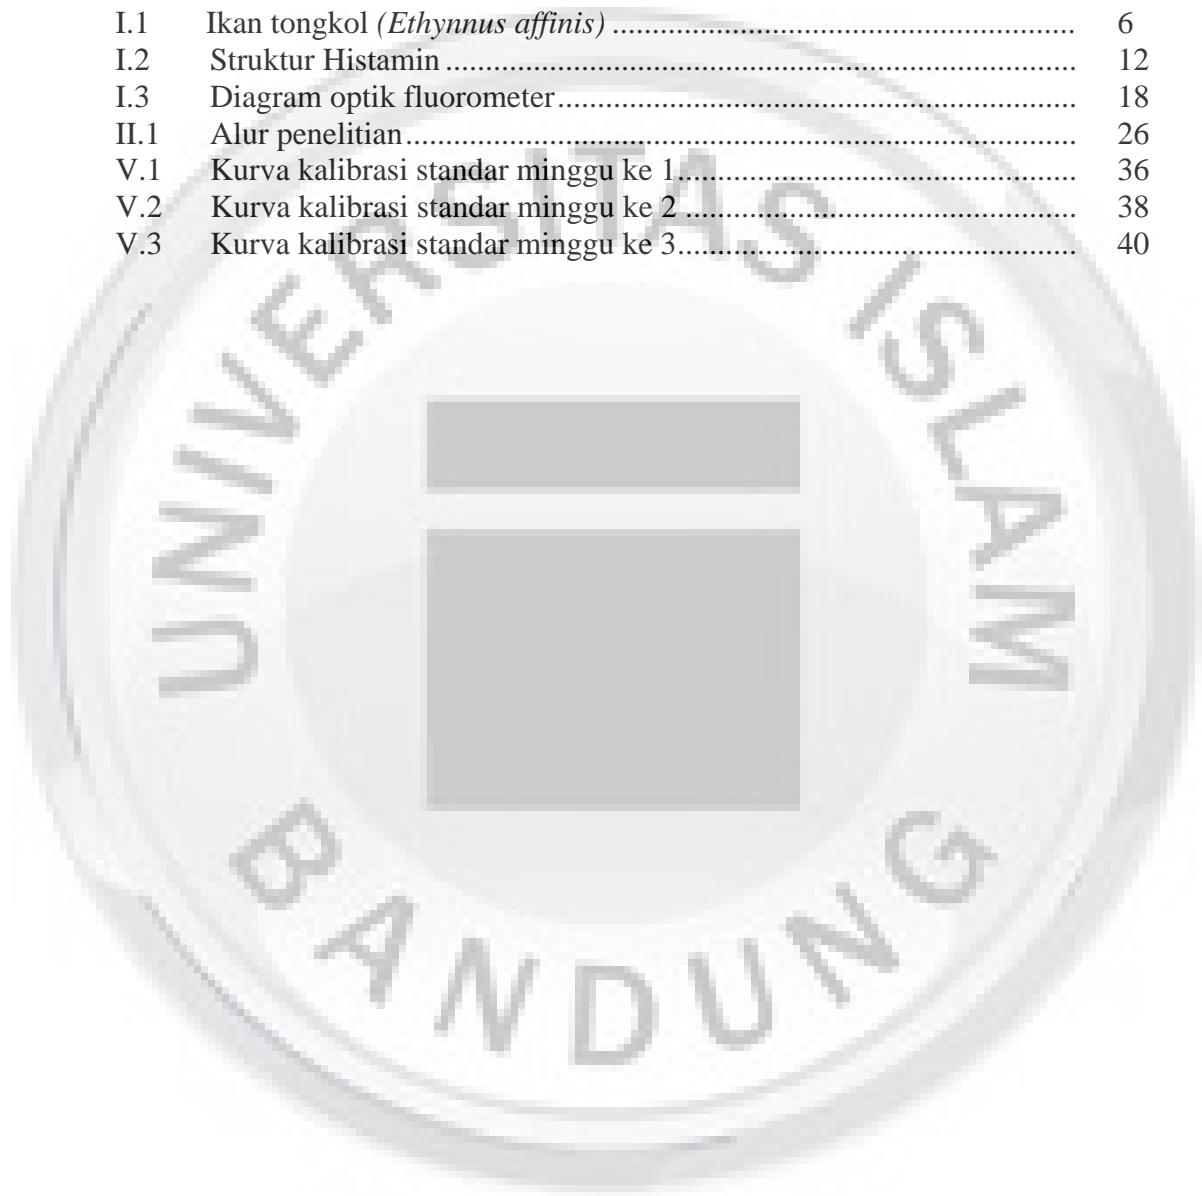 I.1 Ikan tongkol (Ethynnus affinis) ..................................................................... 6
I.2 Struktur Histamin ............................................................................................... 12
I.3 Diagram optik fluorometer .............................................................................. 18
II.1 Alur penelitian ..................................................................................................... 26
V.1 Kurva kalibrasi standar minggu ke 1 ............................................................ 36
V.2 Kurva kalibrasi standar minggu ke 2 ........................................................... 38
V.3 Kurva kalibrasi standar minggu ke 3 ............................................................ 40
UNIVERSITAS ISLAM
BANDUNG